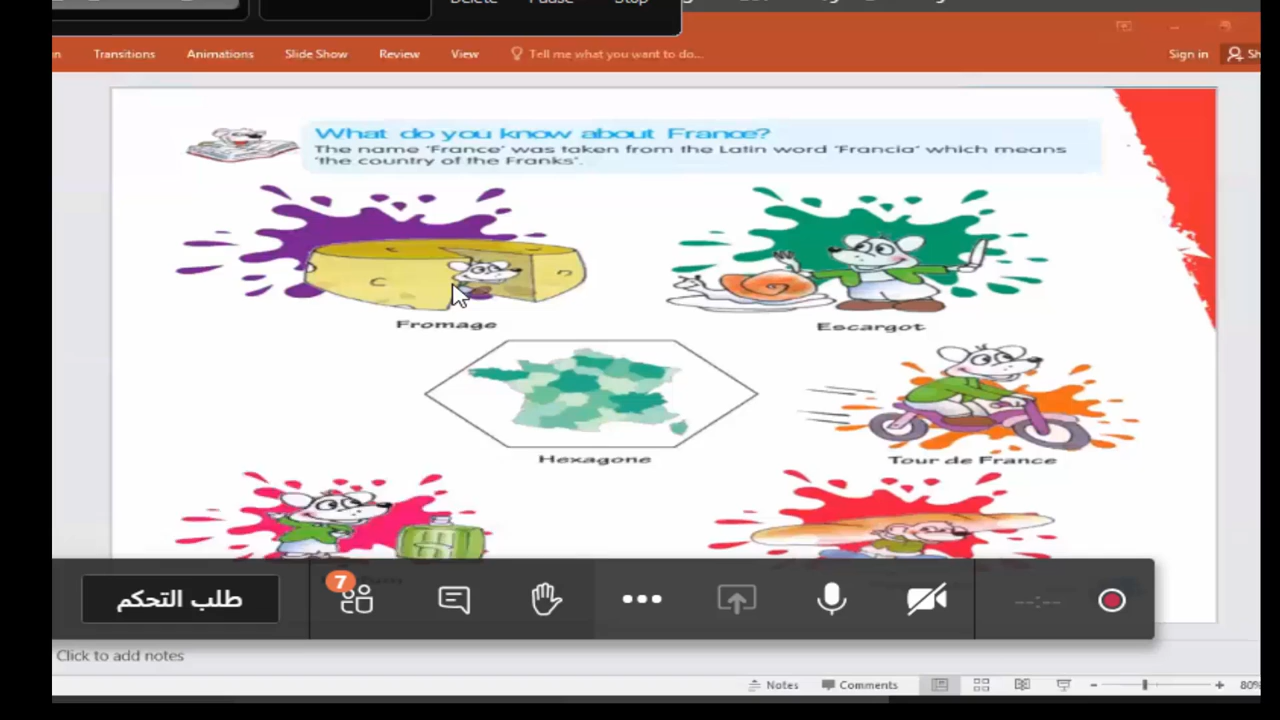 Delete Pause Stop
Transitions Animations Slide Show Review View Tell me what you want to do... Sign in
What do you know about France?
The name 'France' was taken from the Latin word 'Francia' which means
'the country of the Franks'.
Fromage
Escargot
Hexagone
Tour de France
طلب التحكم
7
--:--
Click to add notes
Notes Comments 80%